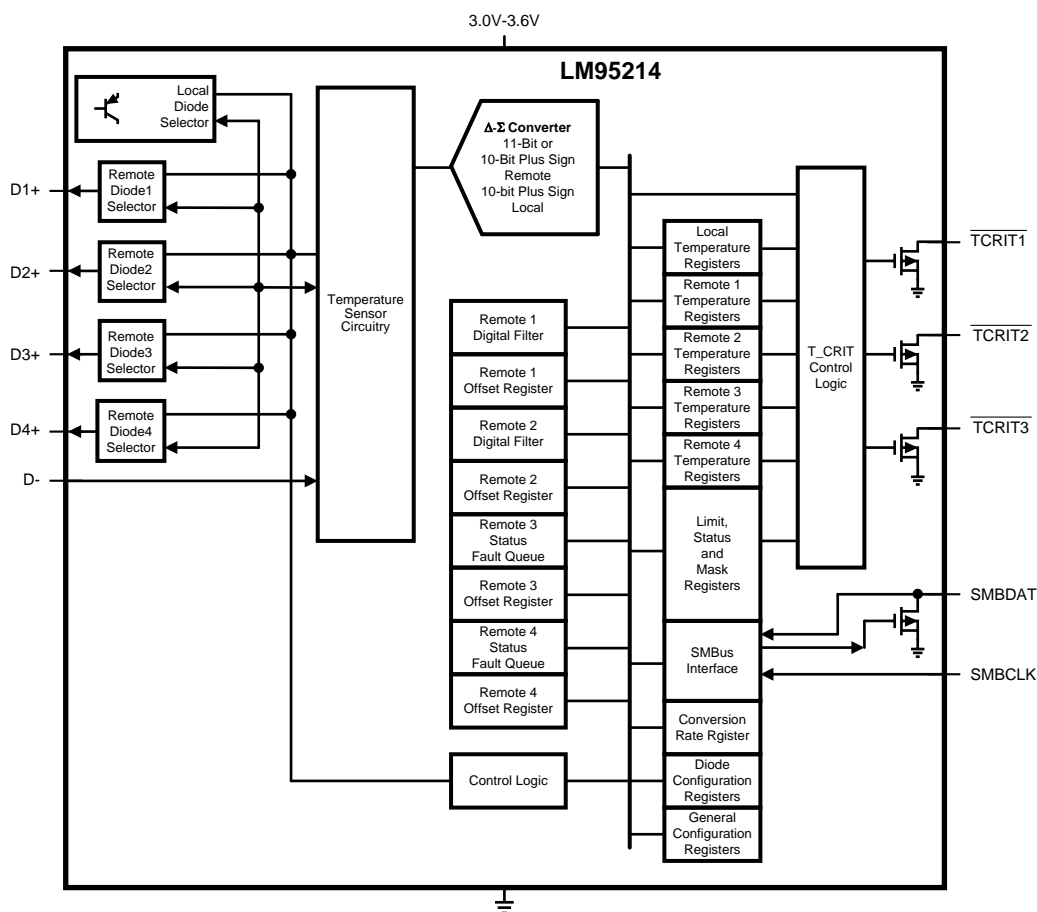 3.0V-3.6V
LM95214
Local
Diode
Selector
Remote
Diode1
Selector
Remote
Diode2
Selector
Remote
Diode3
Selector
Remote
Diode4
Selector
D1+
D2+
D3+
D4+
D-
Temperature
Sensor
Circuitry
Δ-Σ Converter
11-Bit or
10-Bit Plus Sign
Remote
10-bit Plus Sign
Local
Remote 1
Digital Filter
Remote 1
Offset Register
Remote 2
Digital Filter
Remote 2
Offset Register
Remote 3
Status
Fault Queue
Remote 3
Offset Register
Remote 4
Status
Fault Queue
Remote 4
Offset Register
Control Logic
Local
Temperature
Registers
Remote 1
Temperature
Registers
Remote 2
Temperature
Registers
Remote 3
Temperature
Registers
Remote 4
Temperature
Registers
Limit,
Status
and
Mask
Registers
SMBus
Interface
Conversion
Rate Rgister
Diode
Configuration
Registers
General
Configuration
Registers
T_CRIT
Control
Logic
TCRIT1
TCRIT2
TCRIT3
SMBDAT
SMBCLK